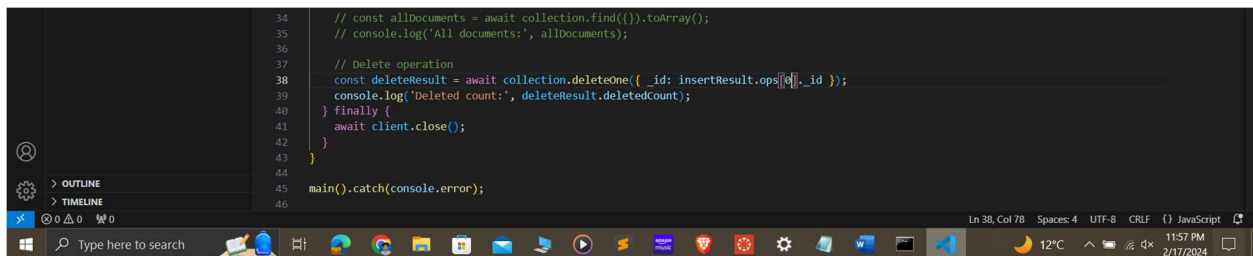 34 // const allDocuments = await collection.find({}).toArray();
35 // console.log('All documents:', allDocuments);
36
37 // Delete operation
38 const deleteResult = await collection.deleteOne({ _id: insertResult.ops[0]._id });
39 console.log('Deleted count:', deleteResult.deletedCount);
40 } finally {
41 await client.close();
42 }
43 }
44
45 main().catch(console.error);
46
> OUTLINE
> TIMELINE
0 0 0 Ln 38, Col 78 Spaces: 4 UTF-8 CRLF {} JavaScript
Type here to search amazon music 12°C 11:57 PM
2/17/2024